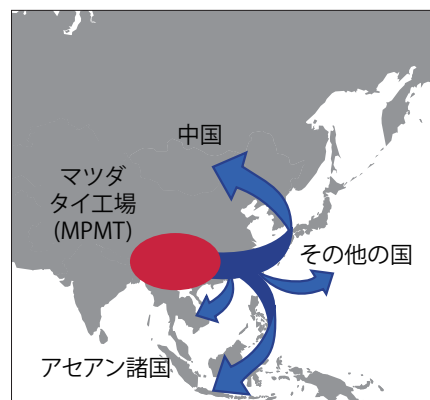 中国
マツダ
タイ工場
(MPMT)
その他の国
アセアン諸国